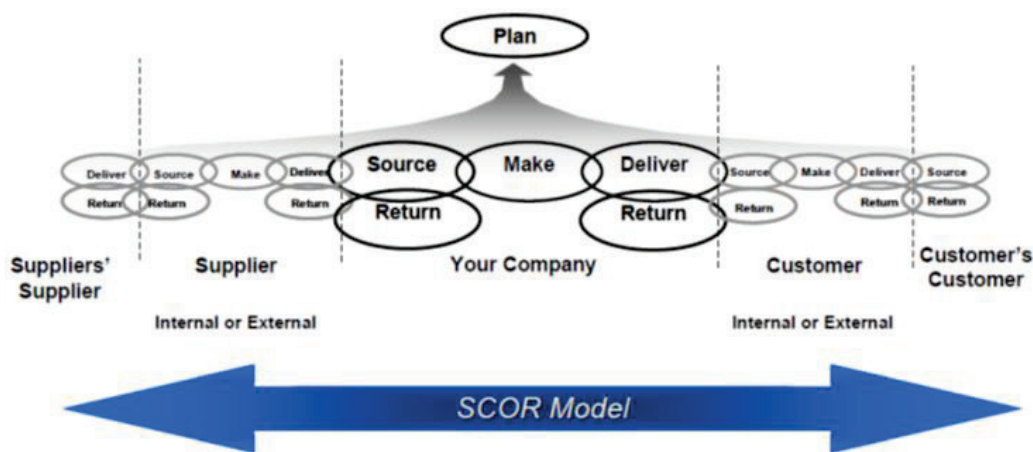 Plan
Deliver Source Make Deliver Source Make Deliver Source Make Deliver Source
Return Return Return Return Return Return Return Return
Suppliers' Supplier Your Company Customer Customer's
Supplier Customer
Internal or External Internal or External
SCOR Model